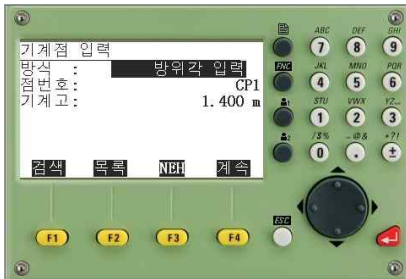 기계점 입력
방식 : 방위각 입력
점번호: CP1
기계고: 1.400 m
검색 목록 NEH 계속
F1 F2 F3 F4
ABC DEF GHI
7 8 9
FNC JKL MNO PQR
4 5 6
STU VWX YZ_
1 2 3
/$% _@& *?!
0 . ±
ESC